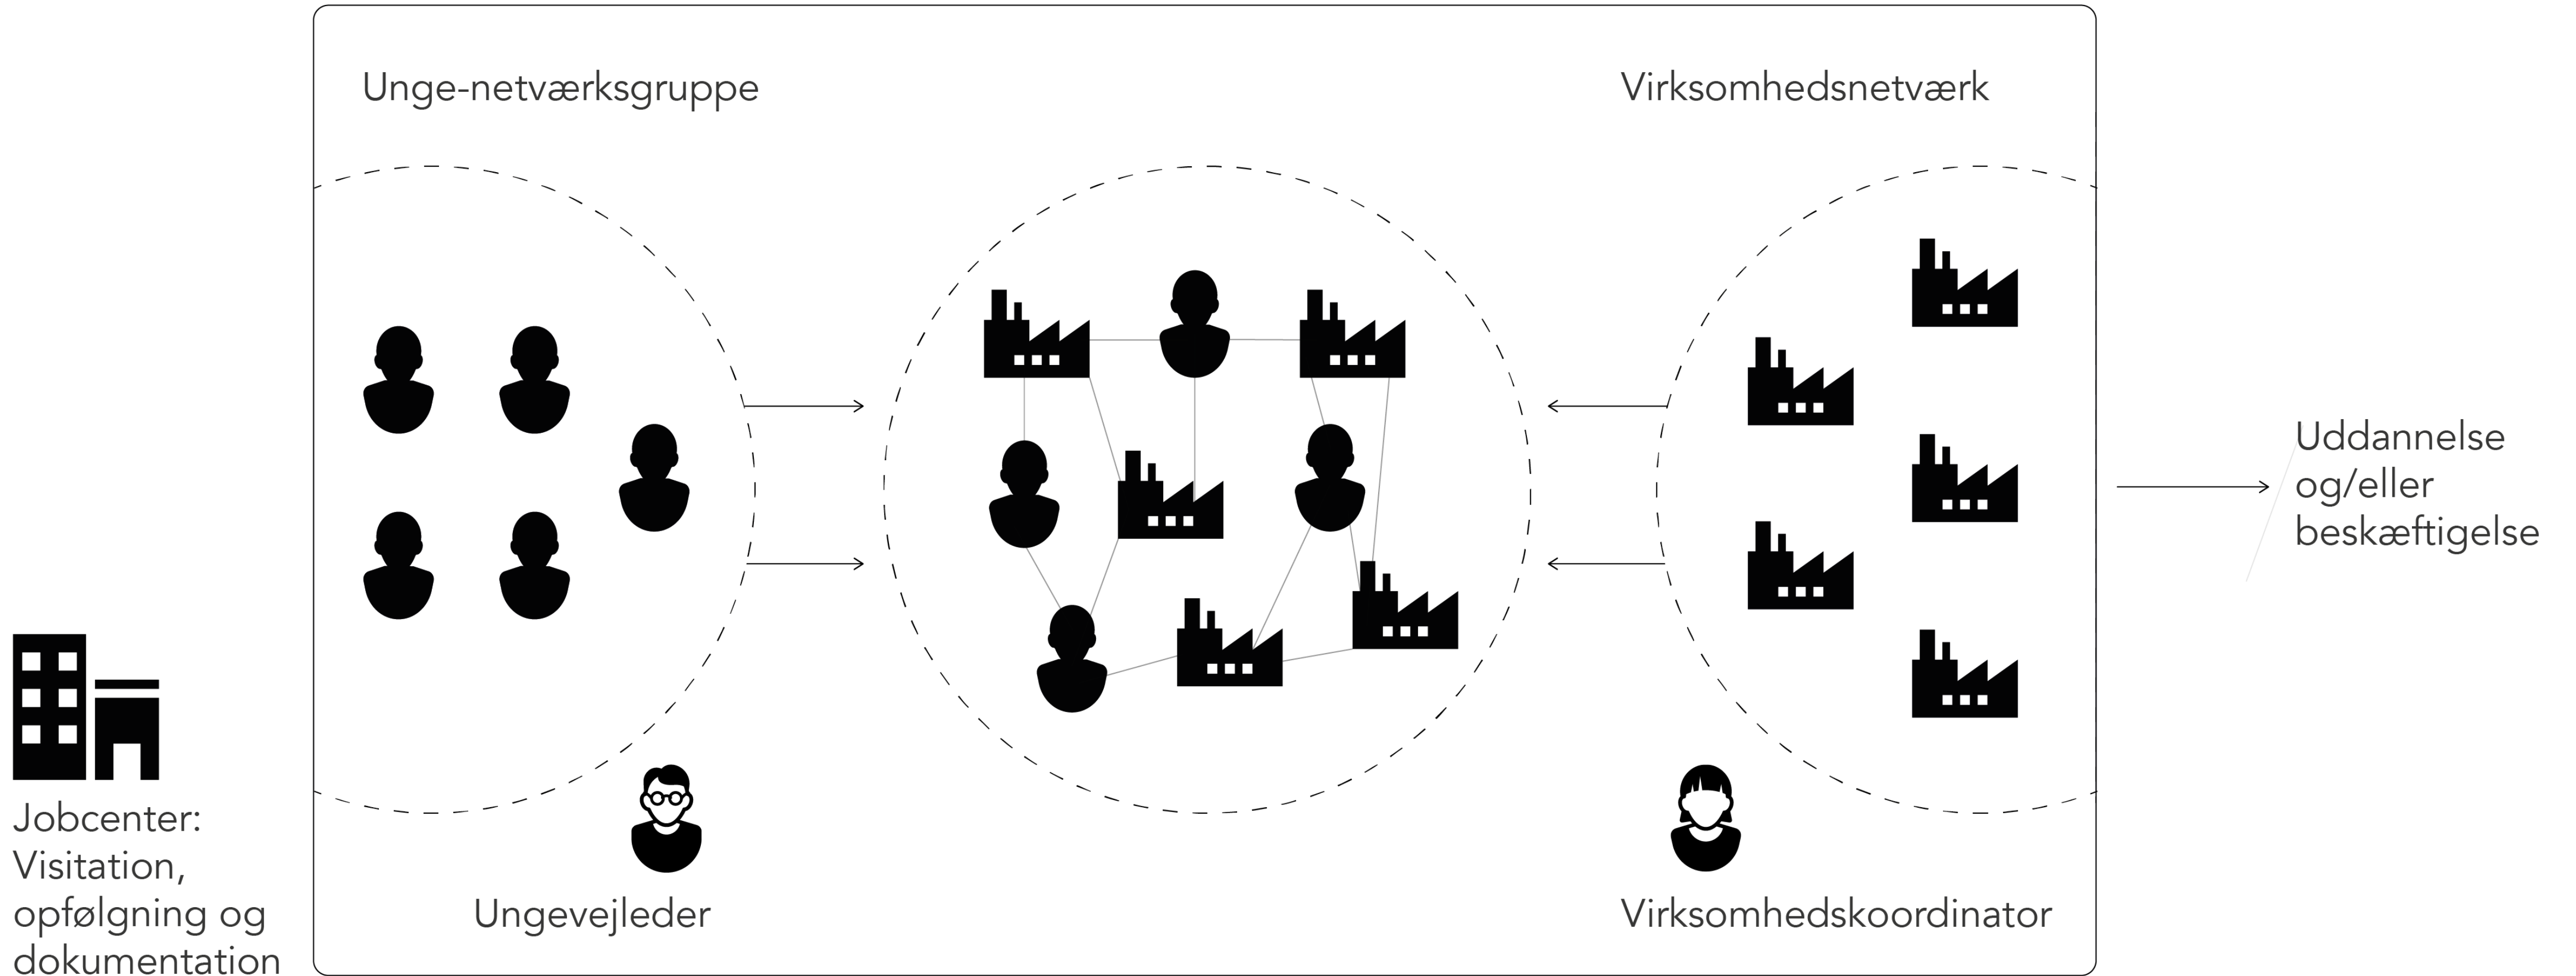 Unge-netværksgruppe
Virksomhedsnetværk
Uddannelse
og/eller
beskæftigelse
Jobcenter:
Visitation,
opfølgning og
dokumentation
Ungevejleder
Virksomhedskoordinator